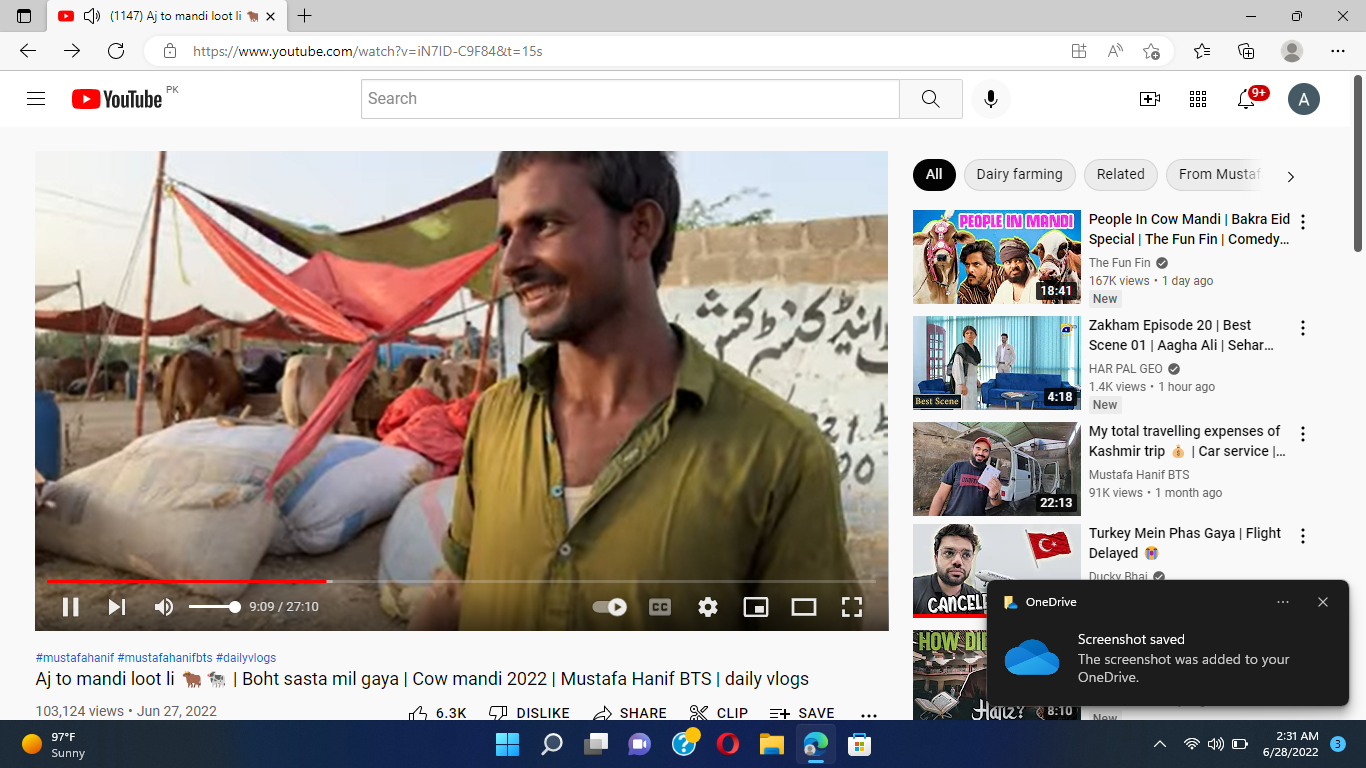 (1147) Aj to mandi loot li 🐂
https://www.youtube.com/watch?v=iN7ID-C9F84&t=15s
YouTube PK
Search
9+
A
All
Dairy farming
Related
From Mustaf
PEOPLE IN MANDI
18:41
People In Cow Mandi | Bakra Eid
Special | The Fun Fin | Comedy…
The Fun Fin
167K views • 1 day ago
New
Best Scene
4:18
Zakham Episode 20 | Best
Scene 01 | Aagha Ali | Sehar…
HAR PAL GEO
1.4K views • 1 hour ago
New
22:13
My total travelling expenses of
Kashmir trip 💰 | Car service |…
Mustafa Hanif BTS
91K views • 1 month ago
CANCEL
Turkey Mein Phas Gaya | Flight
Delayed 😭
Ducky Bhai
HOW DI
8:10
New
اینڈ کنسٹرکشن
9:09 / 27:10
CC
#mustafahanif #mustafahanifbts #dailyvlogs
Aj to mandi loot li 🐂 🐄 | Boht sasta mil gaya | Cow mandi 2022 | Mustafa Hanif BTS | daily vlogs
103,124 views • Jun 27, 2022
6.3K
DISLIKE
SHARE
CLIP
SAVE
OneDrive
Screenshot saved
The screenshot was added to your
OneDrive.
97°F
Sunny
2:31 AM
6/28/2022
3